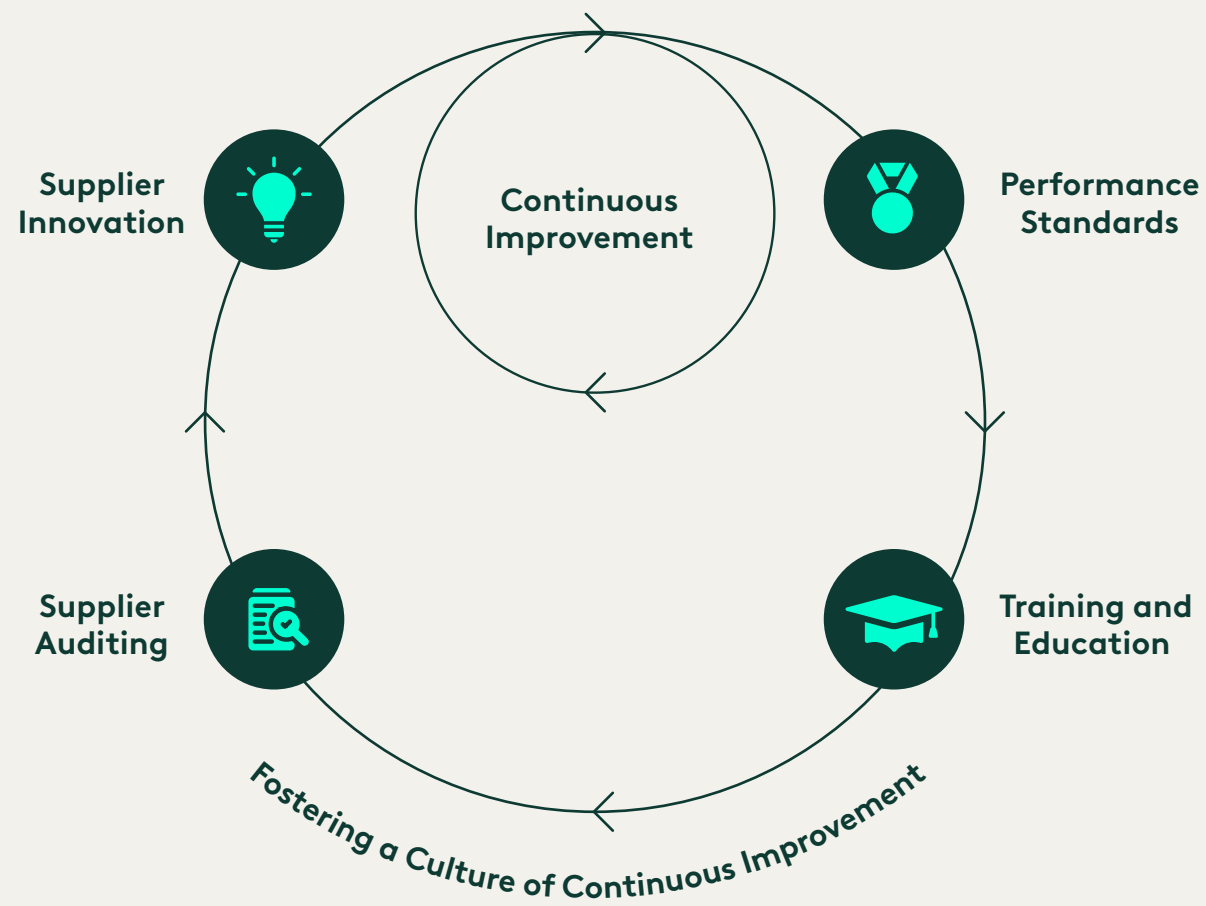 Supplier
Innovation
Continuous
Improvement
Performance
Standards
Supplier
Auditing
Training and
Education
Fostering a Culture of Continuous Improvement